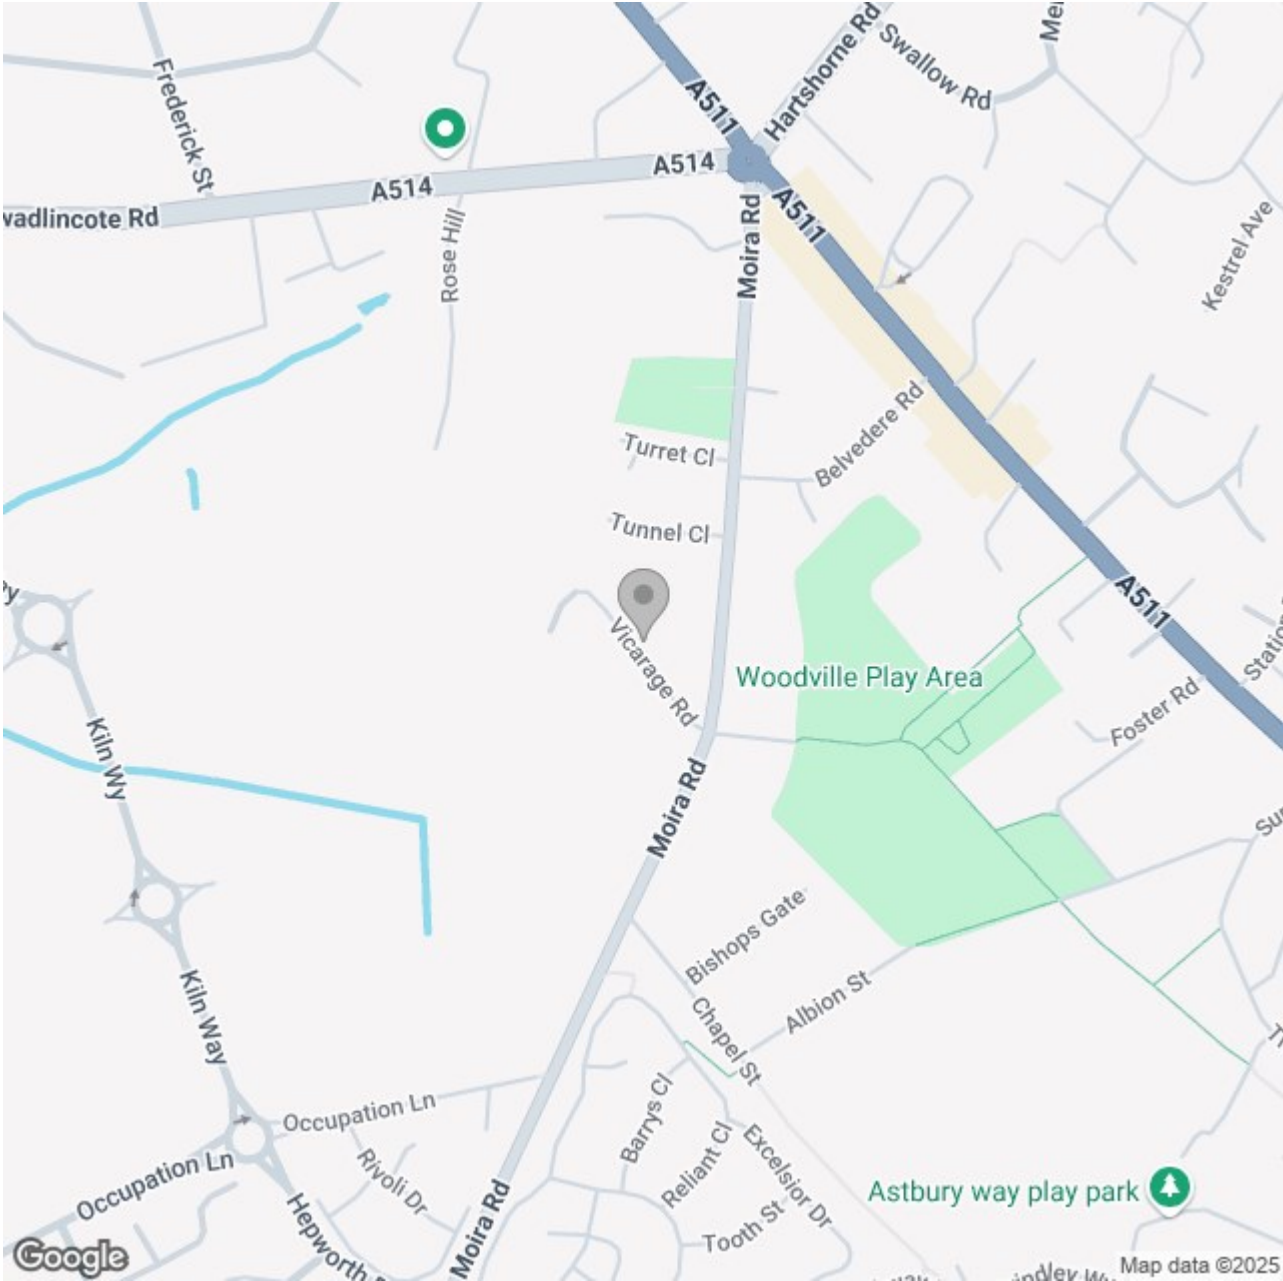 Hartshorne Rd
Swallow Rd
Frederick St
A511
A514
A514
wadlincote Rd
Rose Hill
Moira Rd
A511
Kestrel Ave
Belvedere Rd
Turret Cl
Tunnel Cl
A511
Vicarage Rd
Woodville Play Area
Foster Rd
Kiln Wy
Moira Rd
Bishops Gate
Albion St
Chapel St
Kiln Way
Occupation Ln
Barrys Cl
Reliant Cl
Excelsior Dr
Occupation Ln
Rivoli Dr
Astbury way play park
Hepworth
Moira Rd
Tooth St
Google
Map data ©2025